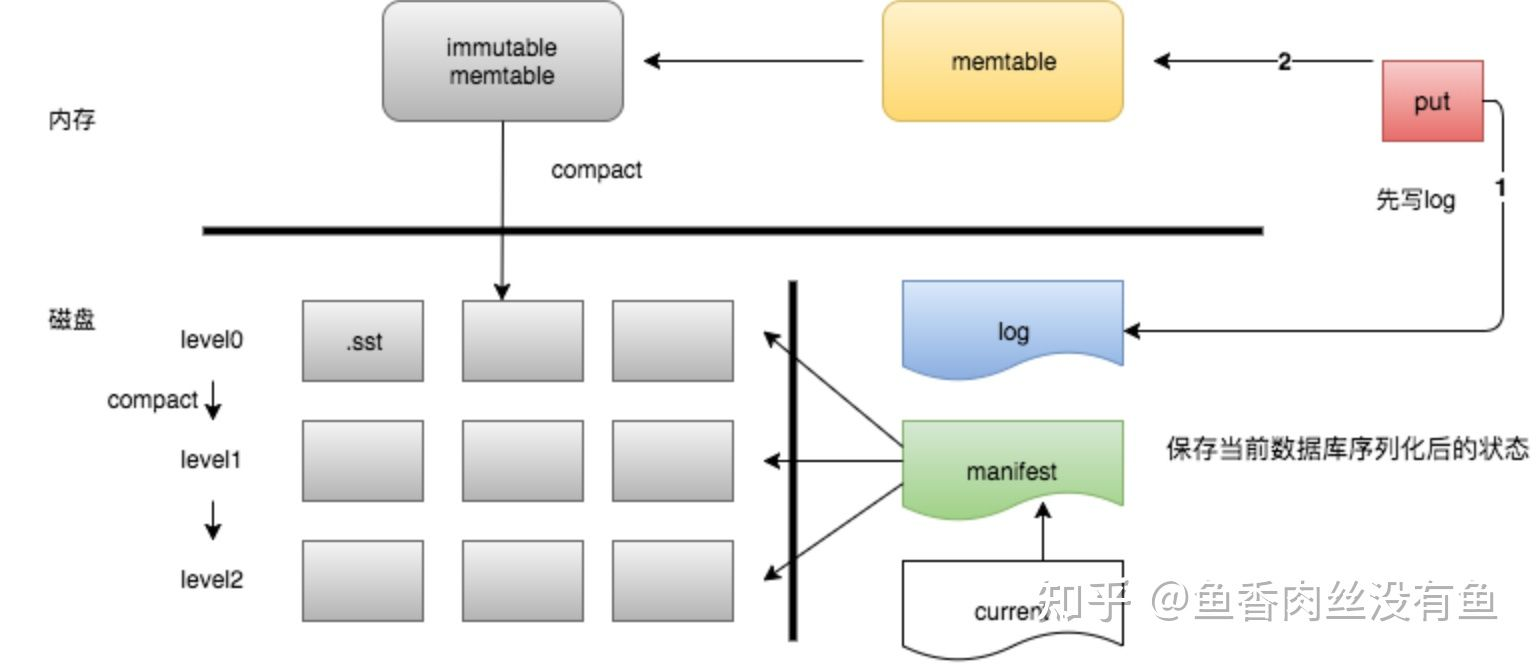 immutable
memtable
memtable
2
put
内存
compact
先写log
1
磁盘
level0
.sst
log
compact
level1
manifest
保存当前数据库序列化后的状态
level2
current
知乎 @鱼香肉丝没有鱼